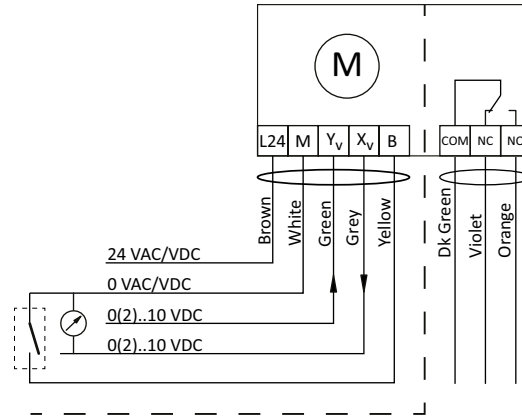 M
L24 M Yv Xv B COM NC NO
Brown
White
Green
Grey
Yellow
Dk Green
Violet
Orange
24 VAC/VDC
0 VAC/VDC
0(2)..10 VDC
0(2)..10 VDC